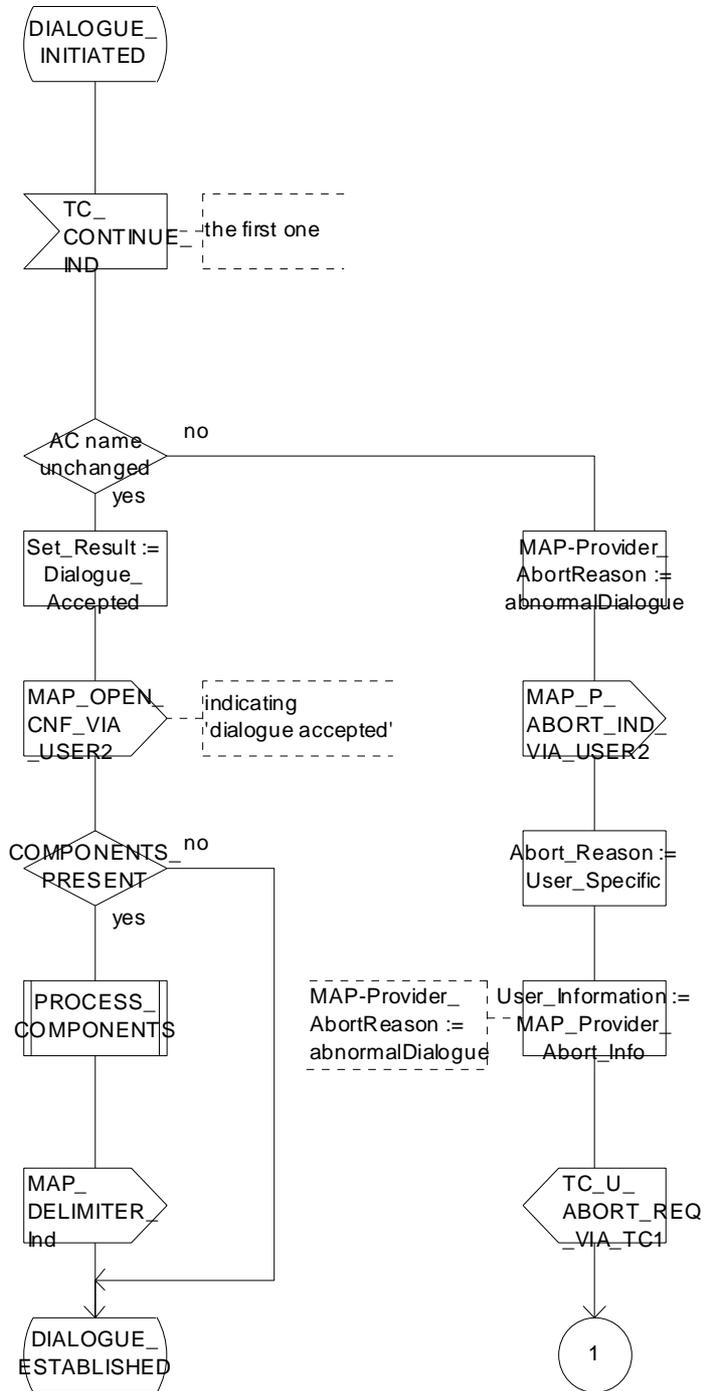 DIALOGUE_
INITIATED
TC_
CONTINUE_
IND
the first one
AC name
unchanged
no
yes
Set_Result :=
Dialogue_
Accepted
MAP-Provider_
AbortReason :=
abnormalDialogue
MAP_OPEN_
CNF_VIA
_USER2
indicating
'dialogue accepted'
MAP_P_
ABORT_IND_
VIA_USER2
COMPONENTS_
PRESENT
no
yes
Abort_Reason :=
User_Specific
PROCESS_
COMPONENTS
MAP-Provider_
AbortReason :=
abnormalDialogue
User_Information :=
MAP_Provider_
Abort_Info
MAP_
DELIMITER_
Ind
TC_U_
ABORT_REQ
_VIA_TC1
DIALOGUE_
ESTABLISHED
1